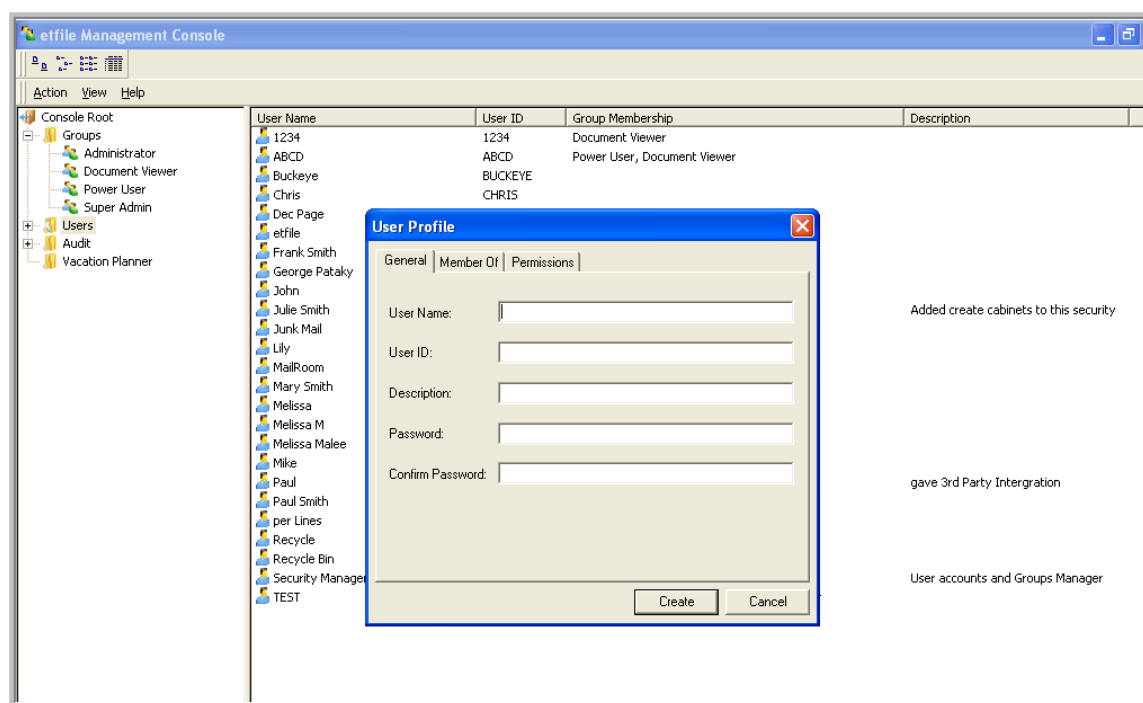 etfile Management Console
Action View Help
Console Root
Groups
Administrator
Document Viewer
Power User
Super Admin
Users
Audit
Vacation Planner
User Name User ID Group Membership Description
1234 1234 Document Viewer
ABCD ABCD Power User, Document Viewer
Buckeye BUCKEYE
Chris CHRIS
Dec Page
etfile
Frank Smith
George Pataky
John
Julie Smith Added create cabinets to this security
Junk Mail
Lily
MailRoom
Mary Smith
Melissa
Melissa M
Melissa Malee
Mike
Paul gave 3rd Party Intergration
Paul Smith
per Lines
Recycle
Recycle Bin
Security Manager User accounts and Groups Manager
TEST
User Profile
General Member Of Permissions
User Name:
User ID:
Description:
Password:
Confirm Password:
Create Cancel